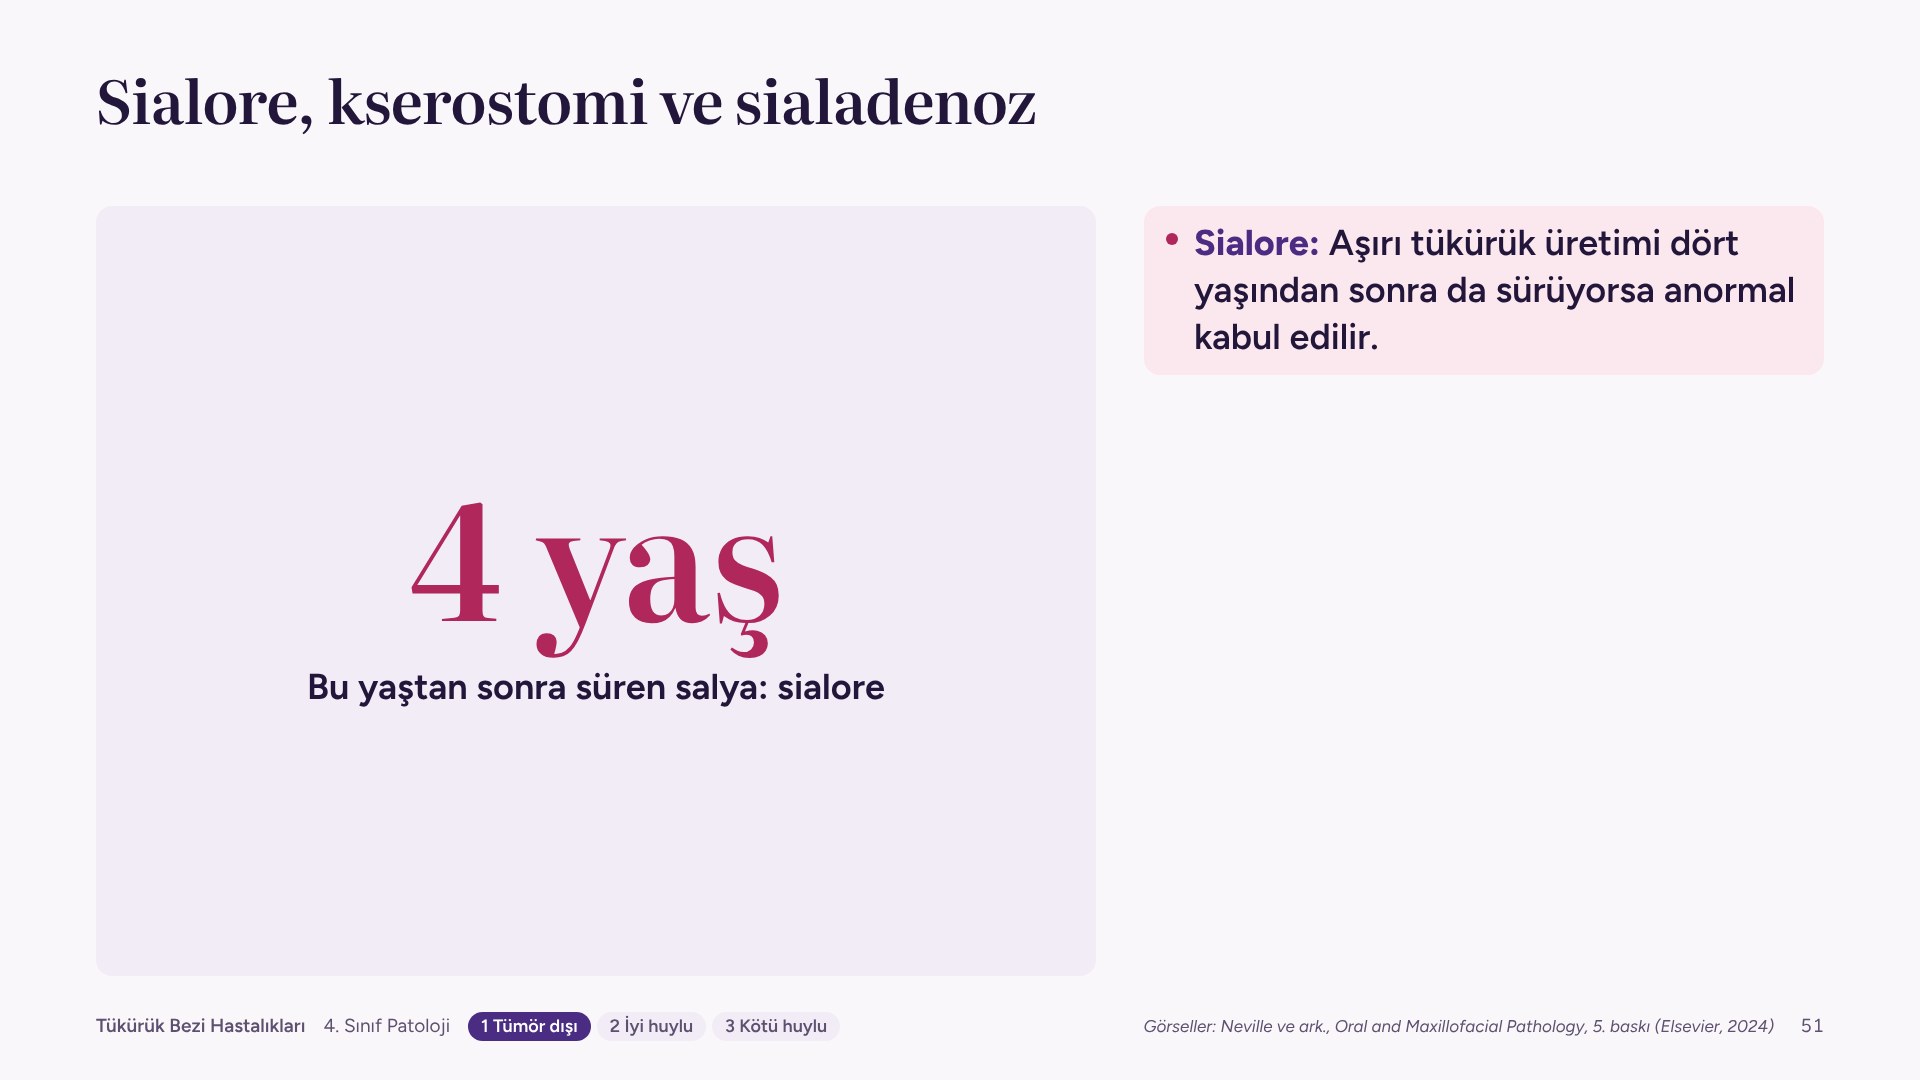 Sialore, kserostomi ve sialadenoz
4 yaş
Bu yaştan sonra süren salya: sialore
• Sialore: Aşırı tükürük üretimi dört
yaşından sonra da sürüyorsa anormal
kabul edilir.
Tükürük Bezi Hastalıkları 4. Sınıf Patoloji 1 Tümör dışı 2 İyi huylu 3 Kötü huylu
Görseller: Neville ve ark., Oral and Maxillofacial Pathology, 5. baskı (Elsevier, 2024) 51